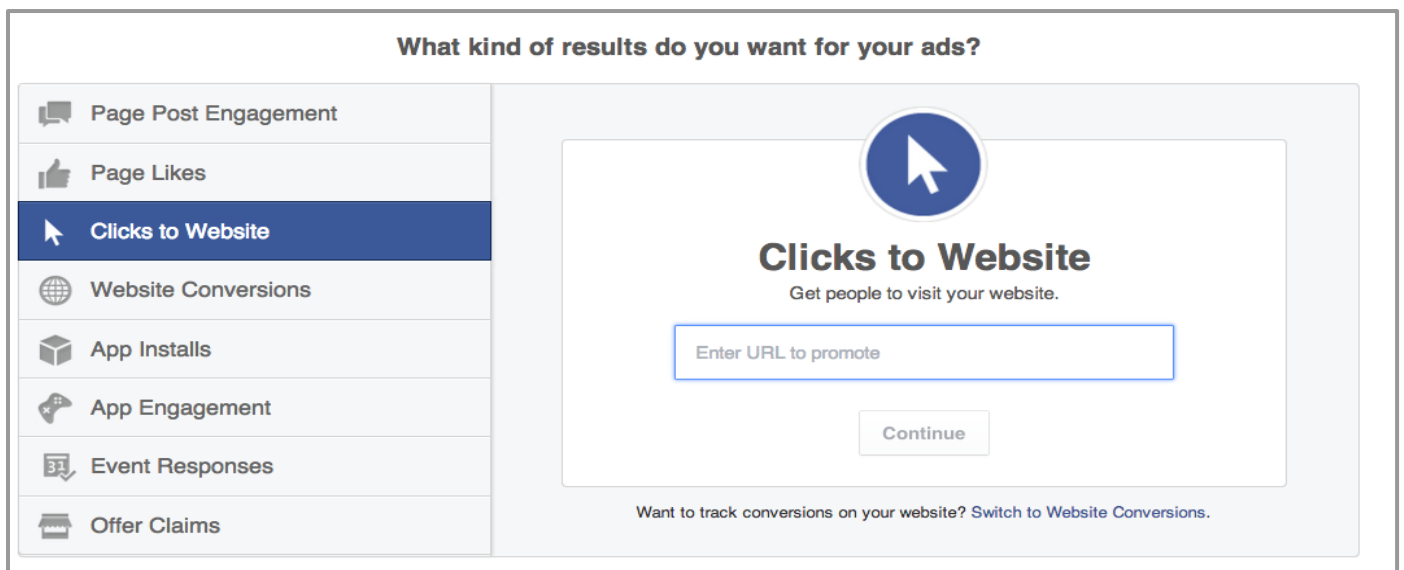 What kind of results do you want for your ads?
Page Post Engagement
Page Likes
Clicks to Website
Website Conversions
App Installs
App Engagement
31
Event Responses
Offer Claims
Clicks to Website
Get people to visit your website.
Enter URL to promote
Continue
Want to track conversions on your website? Switch to Website Conversions.